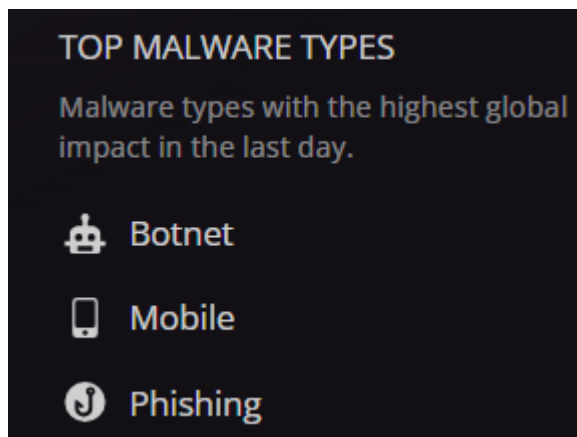 TOP MALWARE TYPES
Malware types with the highest global
impact in the last day.
Botnet
Mobile
Phishing